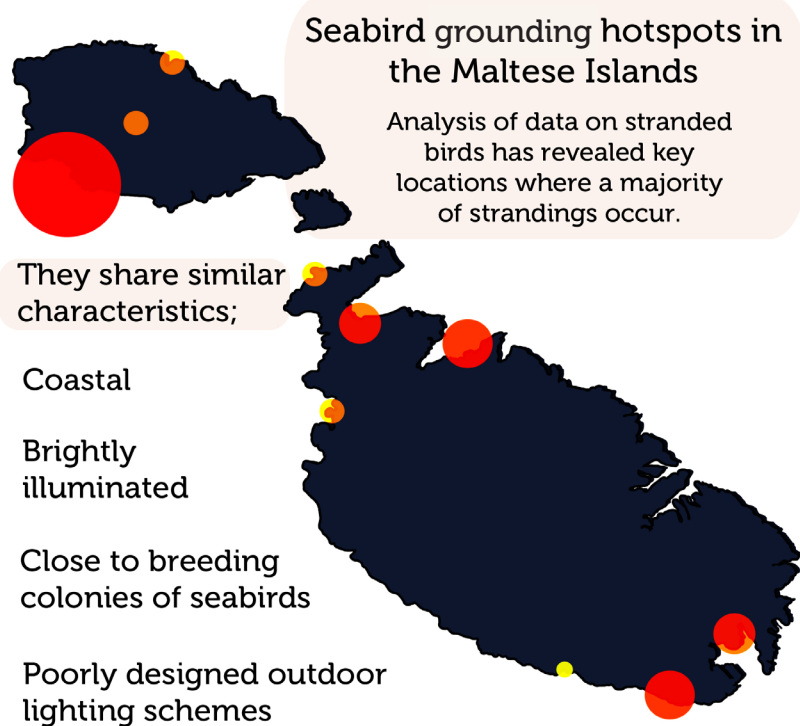 Seabird grounding hotspots in
the Maltese Islands
Analysis of data on stranded
birds has revealed key
locations where a majority
of strandings occur.
They share similar
characteristics;
Coastal
Brightly
illuminated
Close to breeding
colonies of seabirds
Poorly designed outdoor
lighting schemes